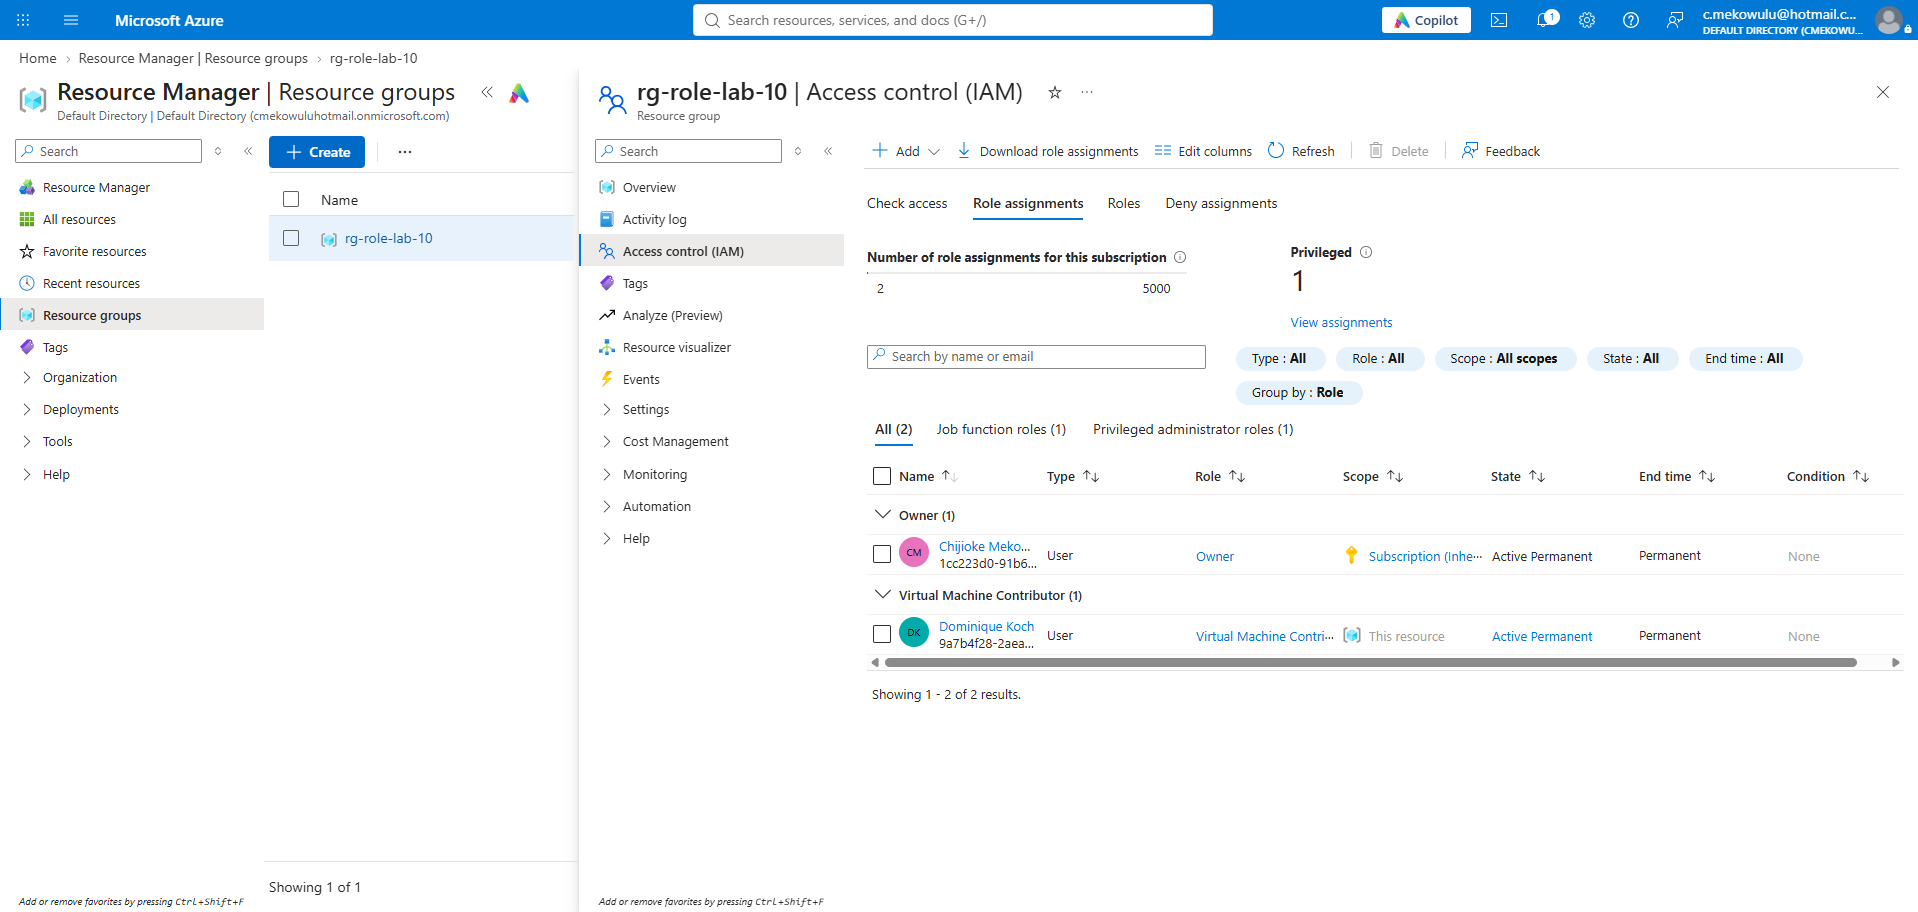 Microsoft Azure
Search resources, services, and docs (G+/)
Copilot
1
c.mekowulu@hotmail.c...
DEFAULT DIRECTORY (CMEKOWU...
Home > Resource Manager | Resource groups > rg-role-lab-10
Resource Manager | Resource groups
Default Directory | Default Directory (cmekowuluhotmail.onmicrosoft.com)
Search
Resource Manager
All resources
Favorite resources
Recent resources
Resource groups
Tags
Organization
Deployments
Tools
Help
Add or remove favorites by pressing Ctrl+Shift+F
+ Create
...
Name
rg-role-lab-10
Showing 1 of 1
rg-role-lab-10 | Access control (IAM)
...
Resource group
Search
Overview
Activity log
Access control (IAM)
Tags
Analyze (Preview)
Resource visualizer
Events
Settings
Cost Management
Monitoring
Automation
Help
Add or remove favorites by pressing Ctrl+Shift+F
Add Download role assignments Edit columns Refresh Delete Feedback
Check access Role assignments Roles Deny assignments
Number of role assignments for this subscription
2 5000
Privileged
1
View assignments
Search by name or email
Type : All Role : All Scope : All scopes State : All End time : All
Group by : Role
All (2) Job function roles (1) Privileged administrator roles (1)
Name Type Role Scope State End time Condition
Owner (1)
CM Chijioke Meko... User Owner Subscription (Inhe... Active Permanent Permanent None
1cc223d0-91b6...
Virtual Machine Contributor (1)
DK Dominique Koch User Virtual Machine Contri... This resource Active Permanent Permanent None
9a7b4f28-2aea...
Showing 1 - 2 of 2 results.